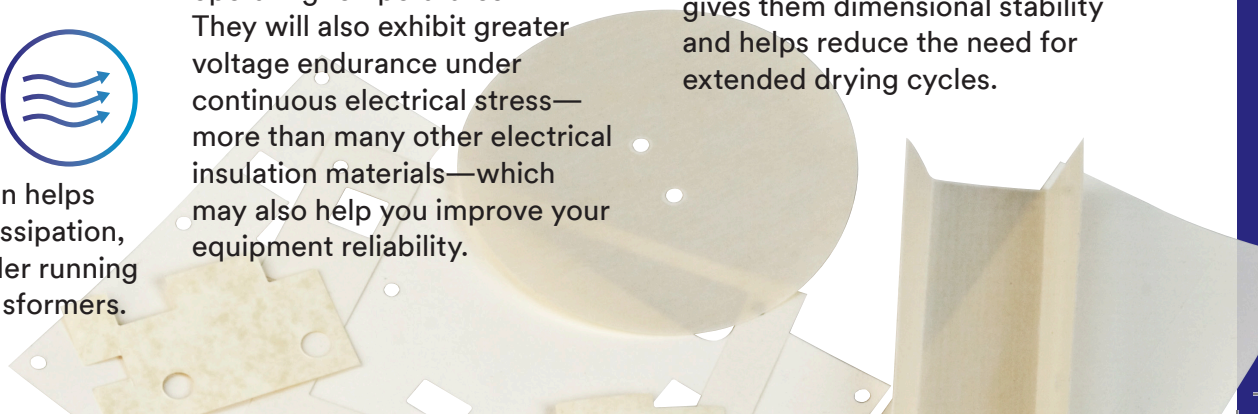 n helps
ssipation,
ler running
sformers.
They will also exhibit greater
voltage endurance under
continuous electrical stress—
more than many other electrical
insulation materials—which
may also help you improve your
equipment reliability.
gives them dimensional stability
and helps reduce the need for
extended drying cycles.